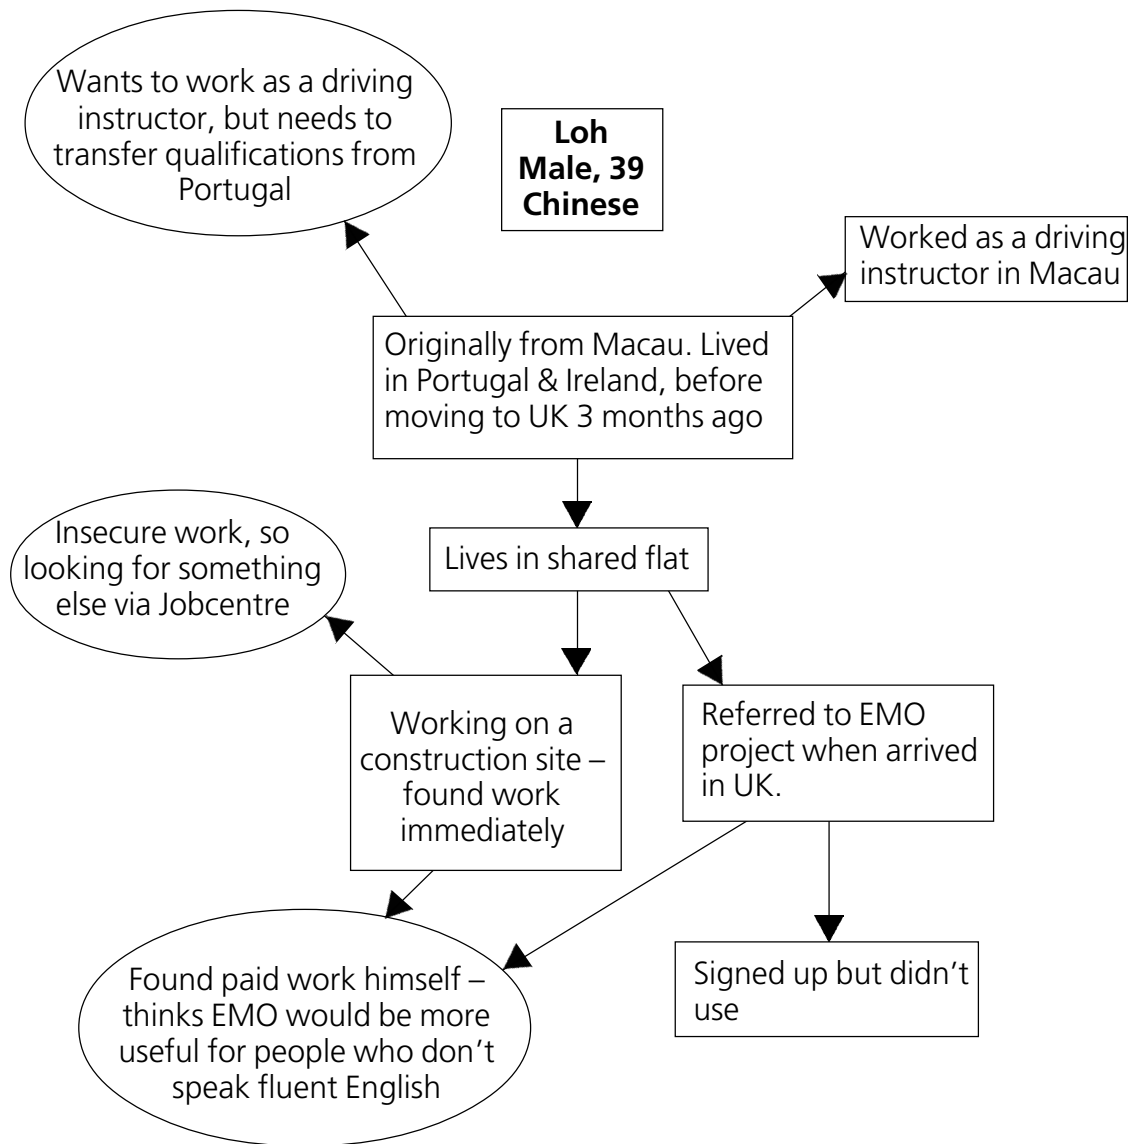 Wants to work as a driving
instructor, but needs to
transfer qualifications from
Portugal
Loh
Male, 39
Chinese
Worked as a driving
instructor in Macau
Originally from Macau. Lived
in Portugal & Ireland, before
moving to UK 3 months ago
Insecure work, so
looking for something
else via Jobcentre
Lives in shared flat
Working on a
construction site –
found work
immediately
Referred to EMO
project when arrived
in UK.
Found paid work himself –
thinks EMO would be more
useful for people who don’t
speak fluent English
Signed up but didn’t
use